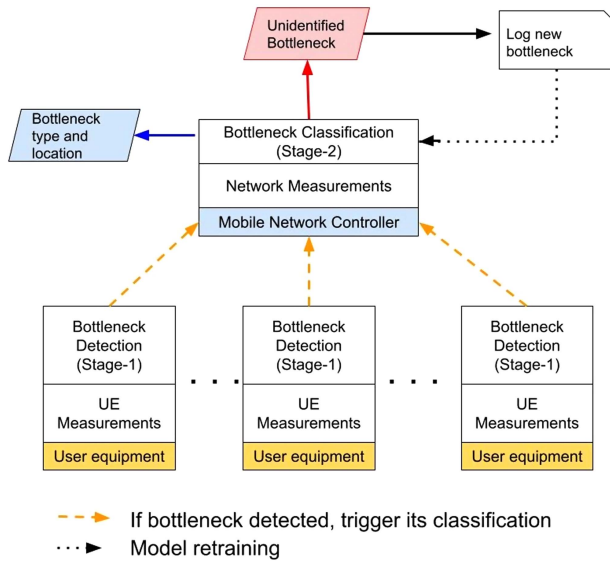 Unidentified
Bottleneck
Log new
bottleneck
Bottleneck
type and
location
Bottleneck Classification
(Stage-2)
Network Measurements
Mobile Network Controller
Bottleneck
Detection
(Stage-1)
UE
Measurements
User equipment
Bottleneck
Detection
(Stage-1)
UE
Measurements
User equipment
Bottleneck
Detection
(Stage-1)
UE
Measurements
User equipment
If bottleneck detected, trigger its classification
Model retraining